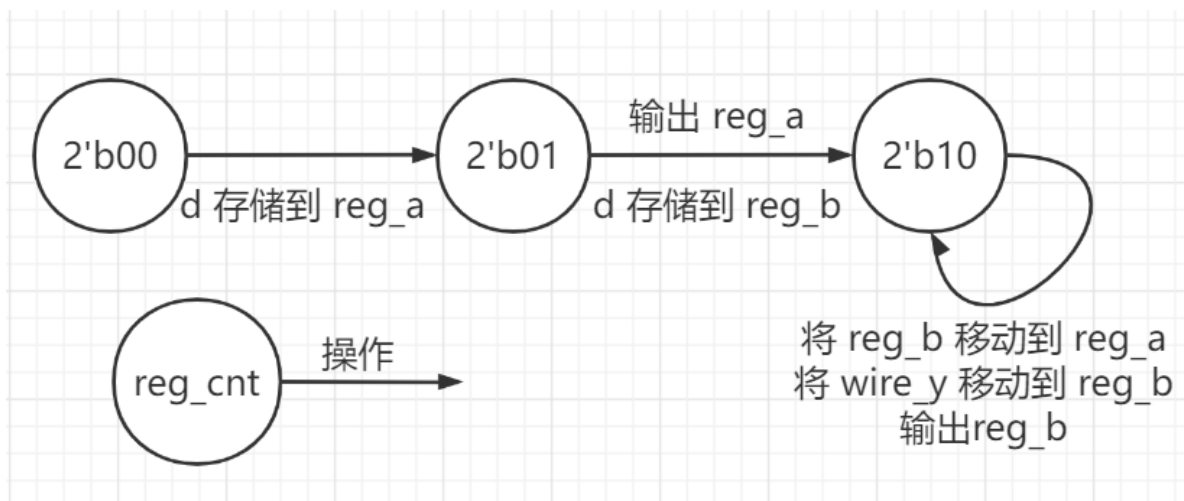 2'b00
d 存储到 reg_a
2'b01
输出 reg_a
d 存储到 reg_b
2'b10
将 reg_b 移动到 reg_a
将 wire_y 移动到 reg_b
输出reg_b
reg_cnt
操作